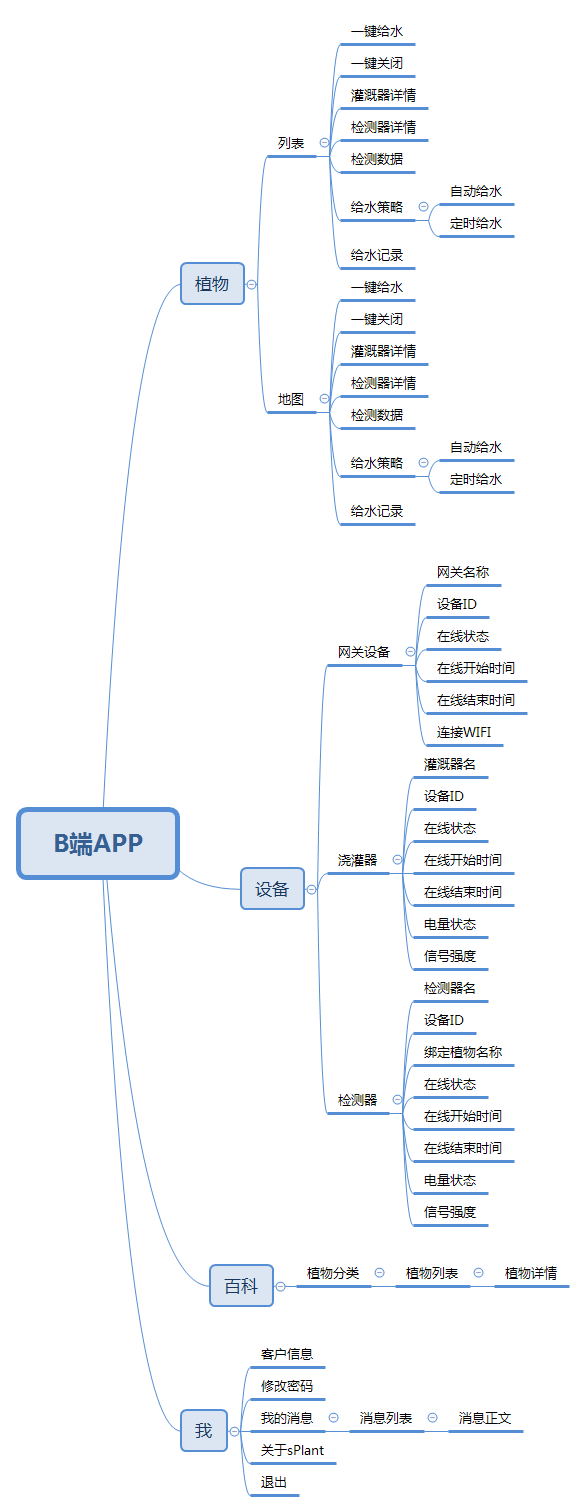 B端APP
植物
列表
一键给水
一键关闭
灌溉器详情
检测器详情
检测数据
给水策略
自动给水
定时给水
给水记录
地图
一键给水
一键关闭
灌溉器详情
检测器详情
检测数据
给水策略
自动给水
定时给水
给水记录
设备
网关设备
网关名称
设备ID
在线状态
在线开始时间
在线结束时间
连接WIFI
浇灌器
灌溉器名
设备ID
在线状态
在线开始时间
在线结束时间
电量状态
信号强度
检测器
检测器名
设备ID
绑定植物名称
在线状态
在线开始时间
在线结束时间
电量状态
信号强度
百科
植物分类
植物列表
植物详情
我
客户信息
修改密码
我的消息
消息列表
消息正文
关于sPlant
退出